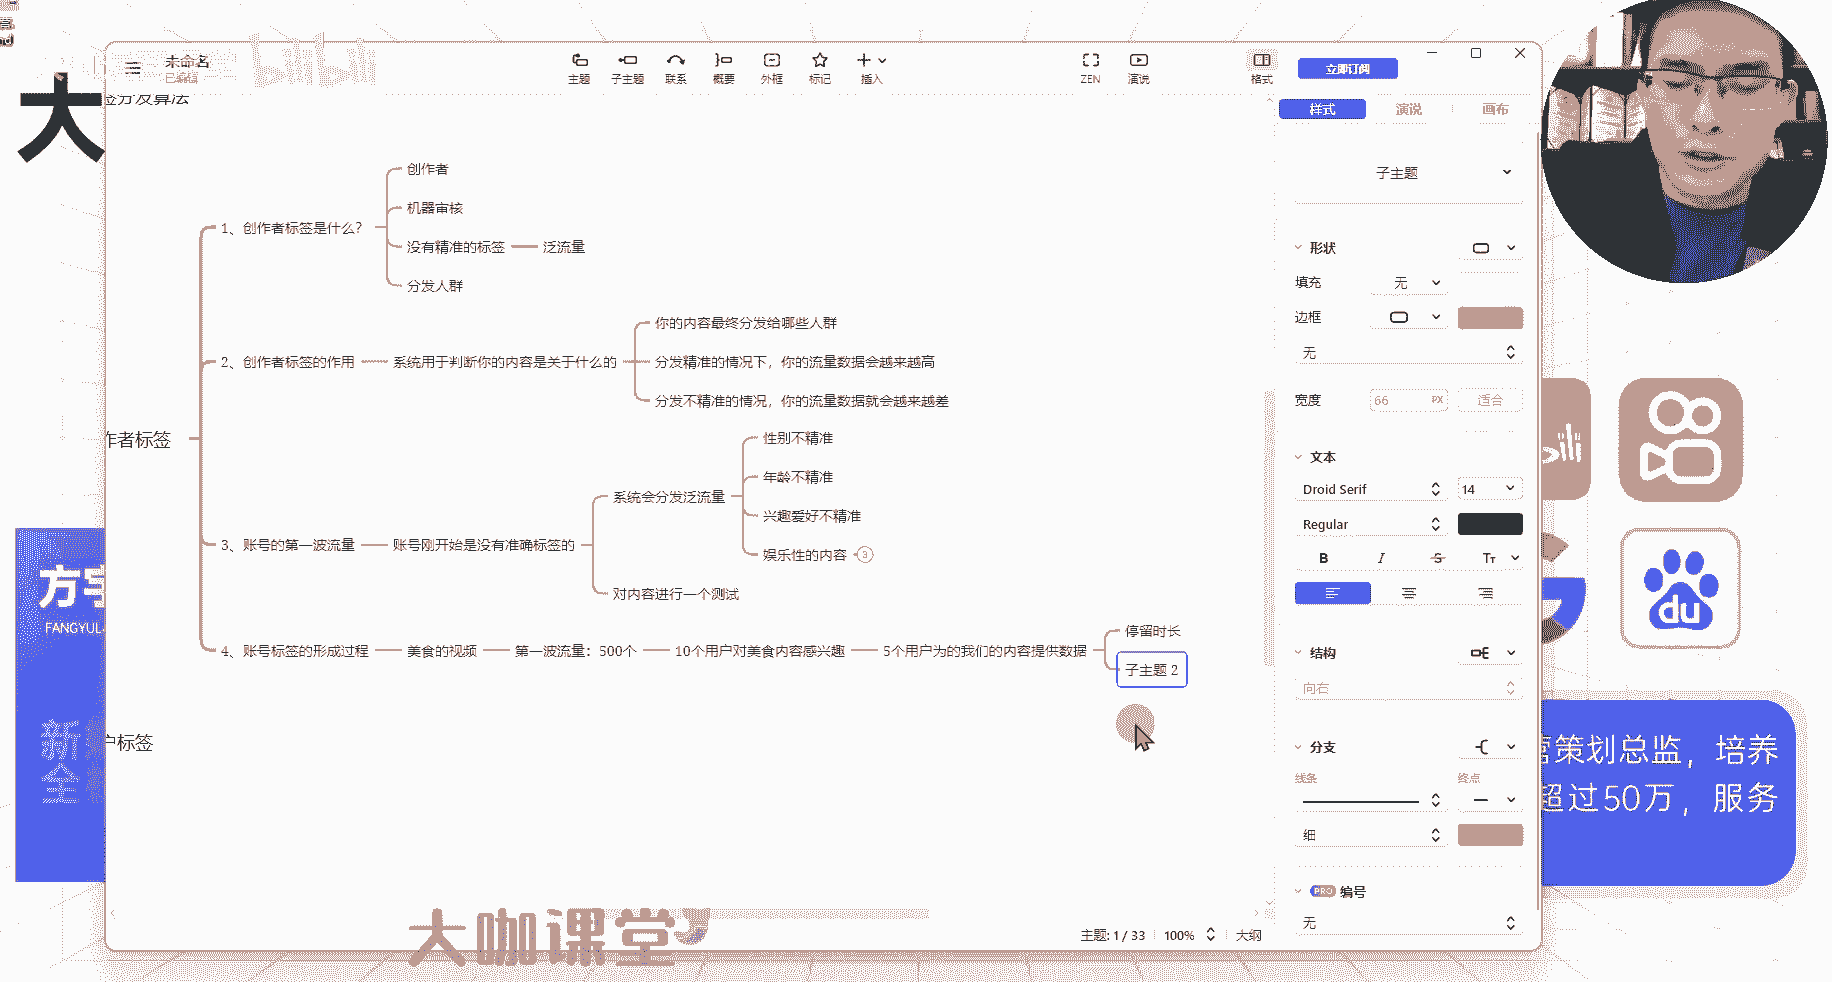 未命名
已编辑
bilibili
主题
子主题
联系
概要
外框
标记
插入
ZEN
演说
格式
立即订阅
大
签分发算法
样式
演说
画布
子主题
创作者
机器审核
1、创作者标签是什么?
没有精准的标签
泛流量
分发人群
形状
填充
无
边框
无
你的内容最终分发给哪些人群
2、创作者标签的作用
系统用于判断你的内容是关于什么的
分发精准的情况下，你的流量数据会越来越高
分发不精准的情况，你的流量数据就会越来越差
宽度
66
PX
适合
作者标签
性别不精准
年龄不精准
系统会分发泛流量
兴趣爱好不精准
3、账号的第一波流量
账号刚开始是没有准确标签的
娱乐性的内容
3
对内容进行一个测试
文本
Droid Serif
14
Regular
B
I
S
TT
4、账号标签的形成过程
美食的视频
第一波流量：500个
10个用户对美食内容感兴趣
5个用户为的我们的内容提供数据
停留时长
子主题 2
结构
向右
户标签
分支
线条
终点
细
PRO
编号
无
FANGYU
新
全
du
营策划总监，培养
超过50万，服务
大咖课堂
主题: 1 / 33
100%
大纲